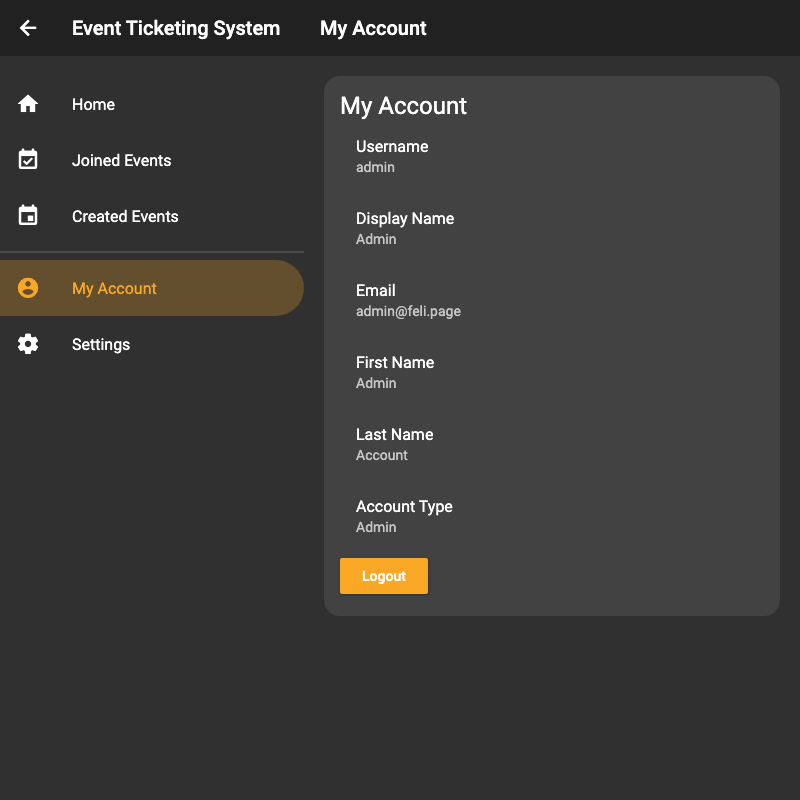 Event Ticketing System
My Account
Home
Joined Events
Created Events
My Account
Settings
My Account
Username
admin
Display Name
Admin
Email
admin@feli.page
First Name
Admin
Last Name
Account
Account Type
Admin
Logout